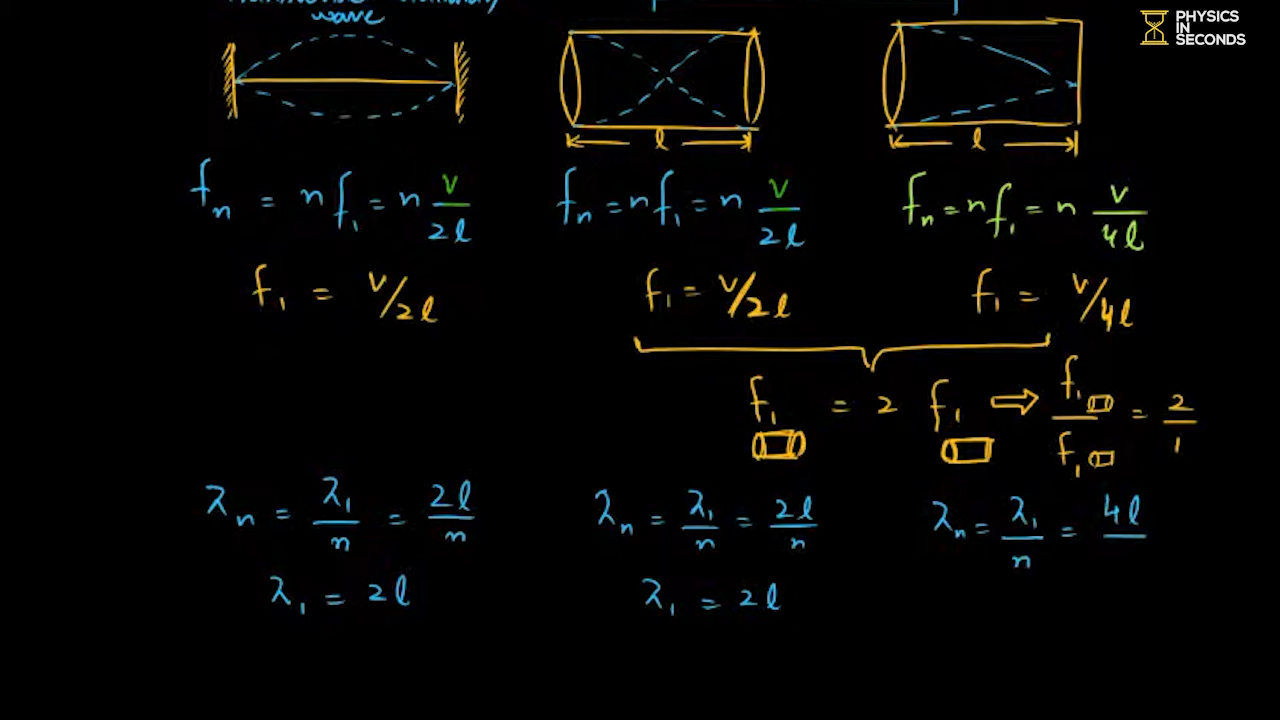 wave
PHYSICS
IN
SECONDS
l
l
fₙ = n f₁ = n v/2l
fₙ = n f₁ = n v/2l
fₙ = n f₁ = n v/4l
f₁ = v/2l
f₁ = v/2l
f₁ = v/4l
f₁ = 2 f₁ ⇒ f₁/f₁ = 2/1
λₙ = λ₁/n = 2l/n
λₙ = λ₁/n = 2l/n
λₙ = λ₁/n = 4l/
λ₁ = 2l
λ₁ = 2l